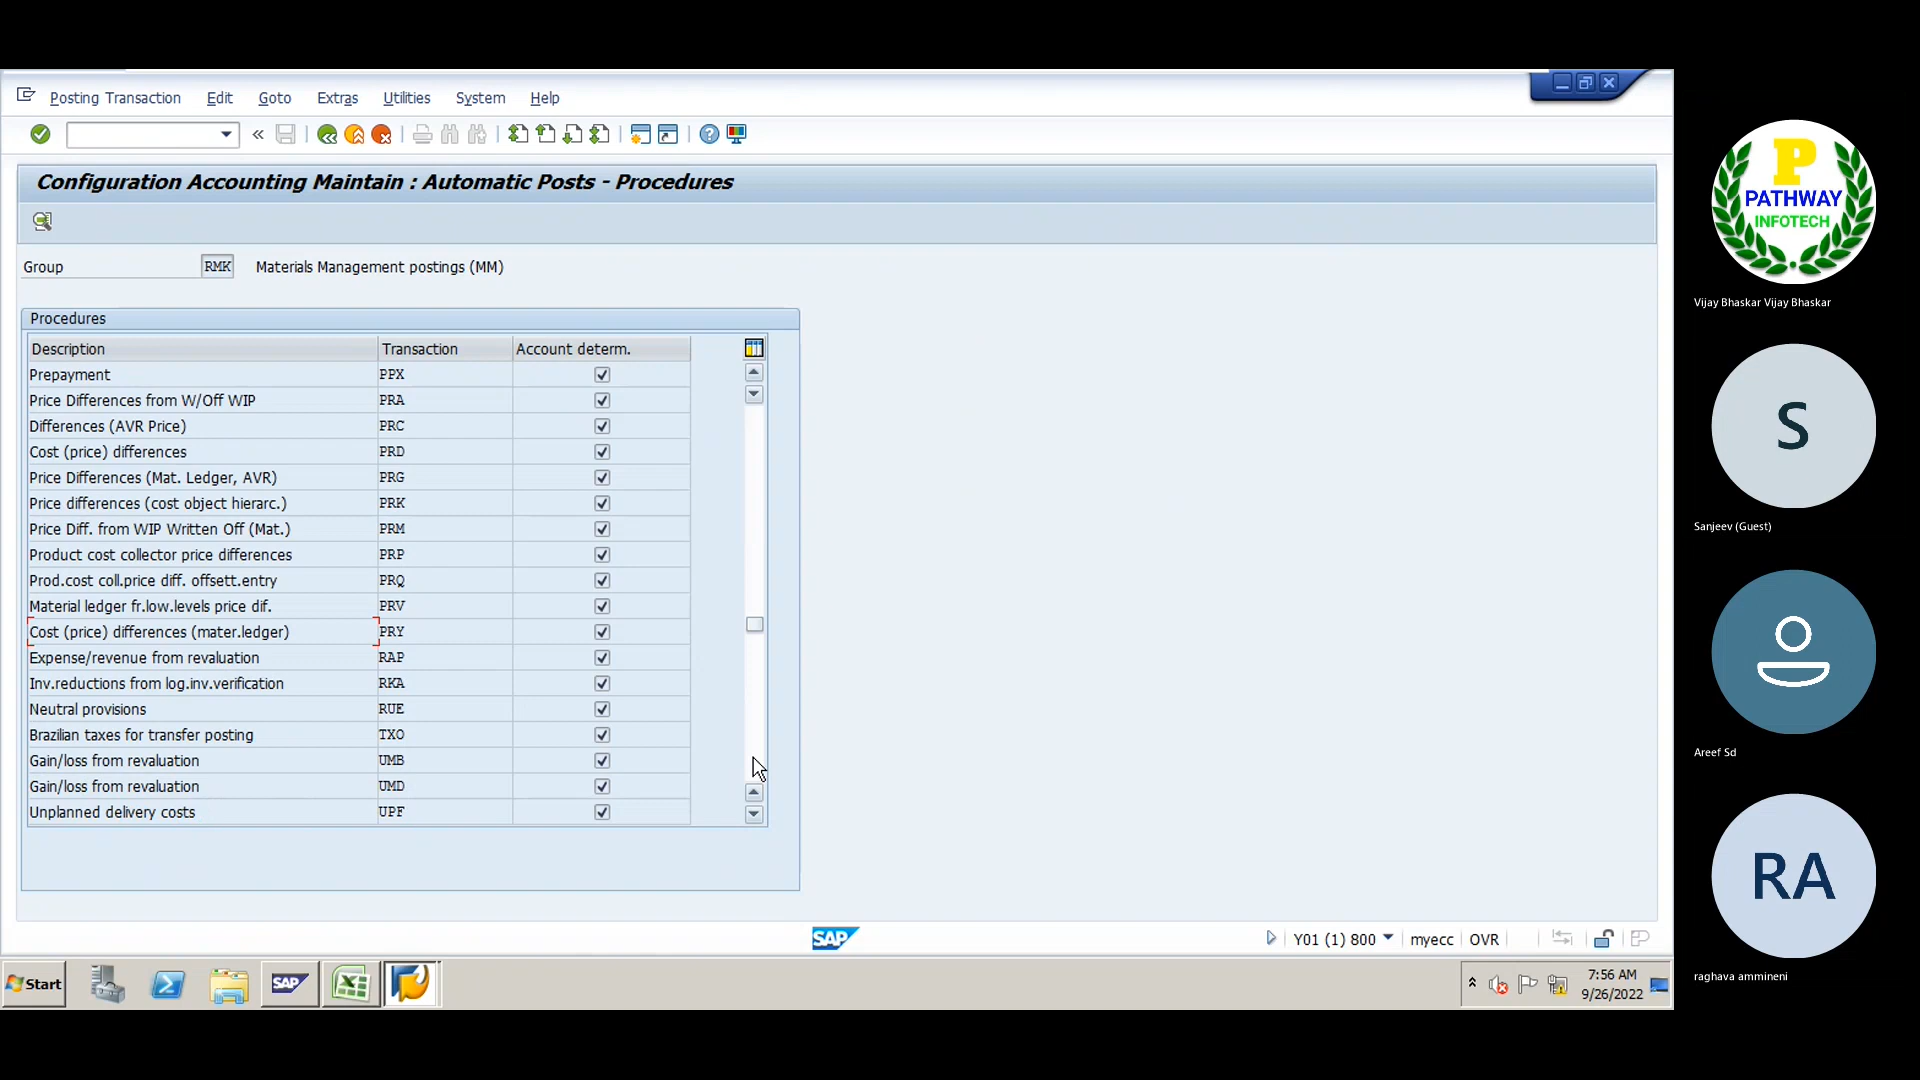 Posting Transaction Edit Goto Extras Utilities System Help
Configuration Accounting Maintain : Automatic Posts - Procedures
Group RMK Materials Management postings (MM)
Procedures
Description Transaction Account determ.
Prepayment PPX
Price Differences from W/Off WIP PRA
Differences (AVR Price) PRC
Cost (price) differences PRD
Price Differences (Mat. Ledger, AVR) PRG
Price differences (cost object hierarc.) PRK
Price Diff. from WIP Written Off (Mat.) PRM
Product cost collector price differences PRP
Prod.cost coll.price diff. offsett.entry PRQ
Material ledger fr.low.levels price dif. PRV
Cost (price) differences (mater.ledger) PRY
Expense/revenue from revaluation RAP
Inv.reductions from log.inv.verification RKA
Neutral provisions RUE
Brazilian taxes for transfer posting TXO
Gain/loss from revaluation UMB
Gain/loss from revaluation UMD
Unplanned delivery costs UPF
SAP Y01 (1) 800 myecc OVR
Start SAP 7:56 AM
9/26/2022
P
PATHWAY
INFOTECH
Vijay Bhaskar Vijay Bhaskar
S
Sanjeev (Guest)
Areef Sd
RA
raghava ammineni